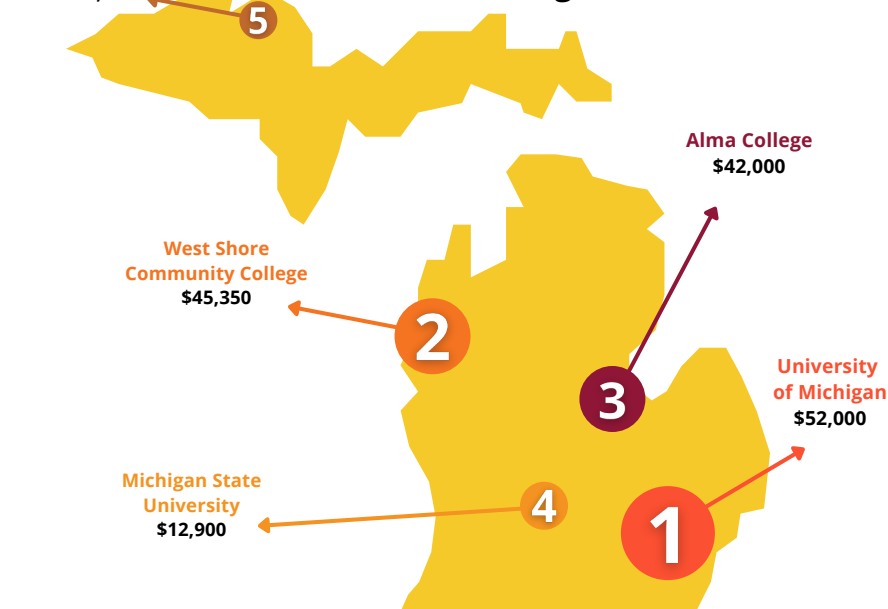 5
Alma College
$42,000
West Shore
Community College
$45,350
2
3
University
of Michigan
$52,000
Michigan State
University
$12,900
4
1